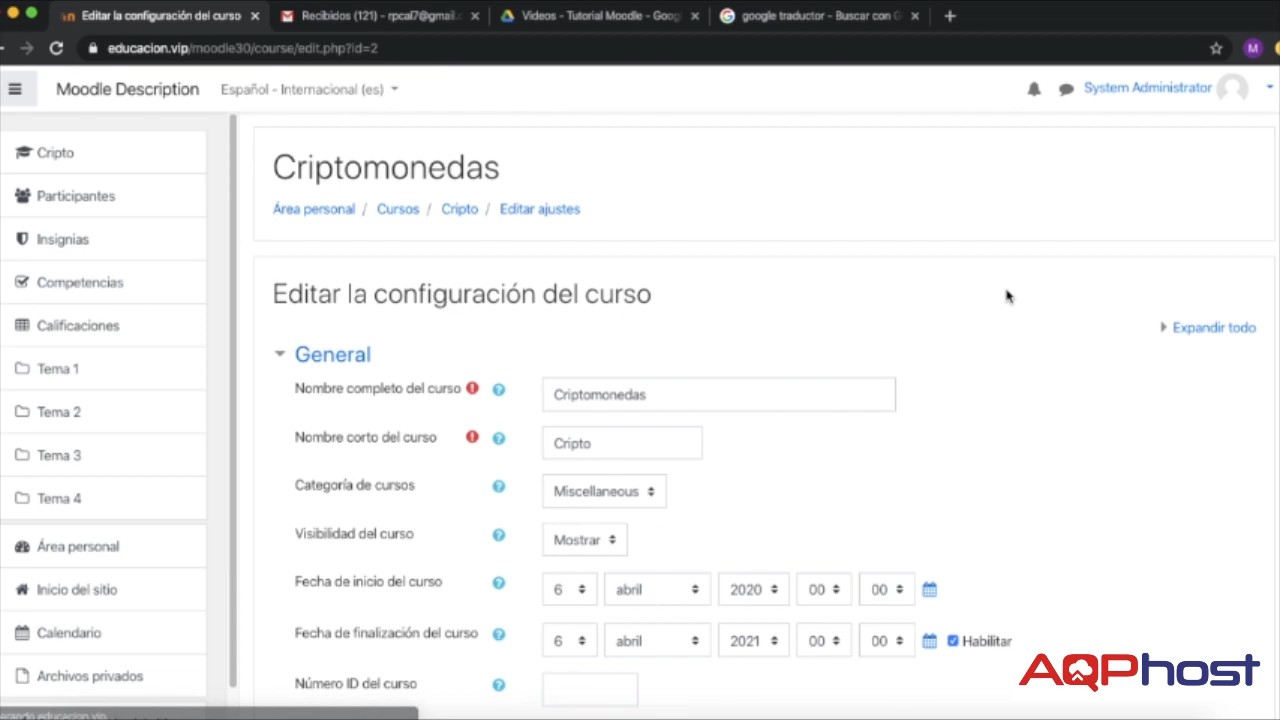 Editar la configuración del curso
Recibidos (121) - rpcal7@gmail.c
Videos - Tutorial Moodle - Goog
google traductor - Buscar con G
educacion.vip/moodle30/course/edit.php?id=2
M
Moodle Description
Español - Internacional (es)
System Administrator
Cripto
Participantes
Insignias
Competencias
Calificaciones
Tema 1
Tema 2
Tema 3
Tema 4
Área personal
Inicio del sitio
Calendario
Archivos privados
Criptomonedas
Área personal / Cursos / Cripto / Editar ajustes
Editar la configuración del curso
Expandir todo
General
Nombre completo del curso Criptomonedas
Nombre corto del curso Cripto
Categoría de cursos Miscellaneous
Visibilidad del curso Mostrar
Fecha de inicio del curso 6 abril 2020 00 00
Fecha de finalización del curso 6 abril 2021 00 00 Habilitar
Número ID del curso
AQPhost